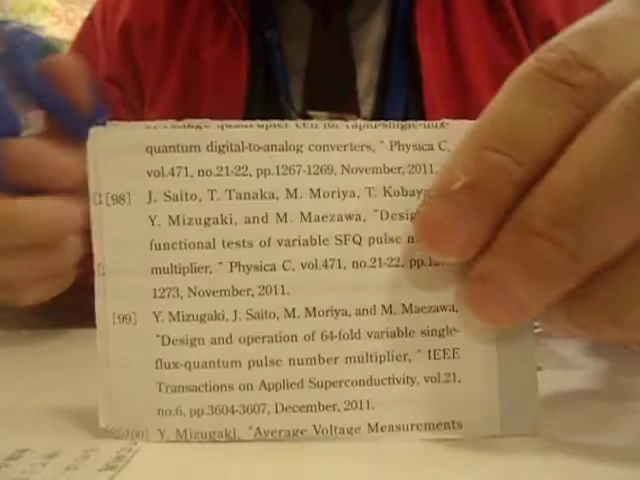 quantum digital-to-analog converters, " Physica C,
vol.471, no.21-22, pp.1267-1269, November, 2011.
[98] J. Saito, T. Tanaka, M. Moriya, T.
Y. Mizugaki, and M. Maezawa,
functional tests of variable SFQ pulse
multiplier, " Physica C, vol.471, no.21-22,
1273, November, 2011.
[99] Y. Mizugaki, J. Saito, M. Moriya, and M. Maezawa,
"Design and operation of 64-fold variable single-
flux-quantum pulse number multiplier, " IEEE
Transactions on Applied Superconductivity, vol.21,
no.6, pp.3604-3607, December, 2011.
Y. Mizugaki, "Average Voltage Measurements